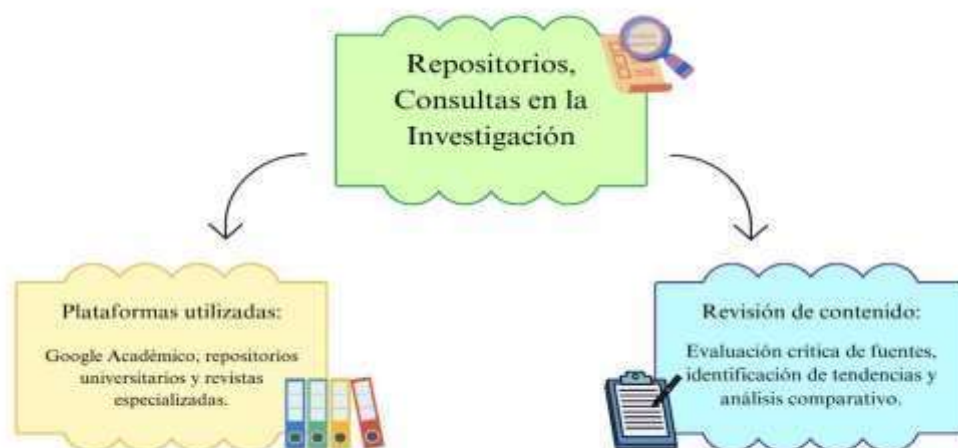 Repositorios,
Consultas en la
Investigación
Plataformas utilizadas:
Google Académico, repositorios
universitarios y revistas
especializadas.
Revisión de contenido:
Evaluación crítica de fuentes,
identificación de tendencias y
análisis comparativo.